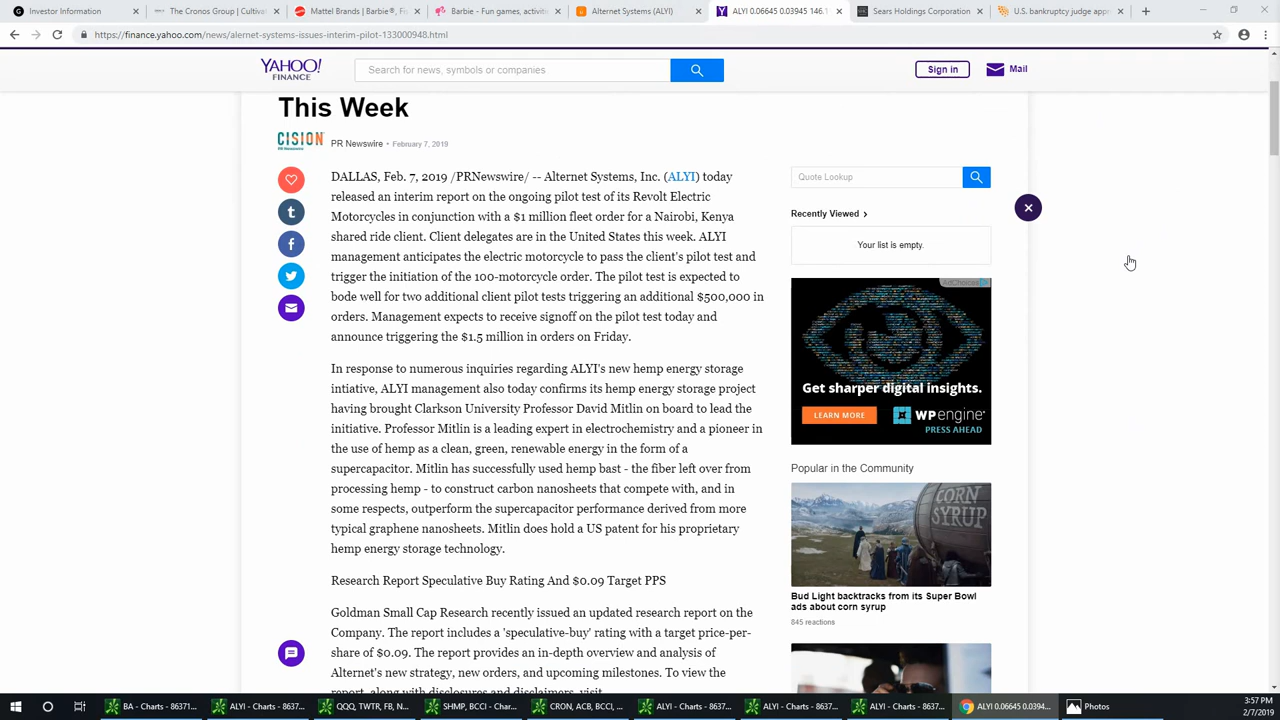 Investor Information
The Cronos Group | Cultivat
Mattel Brands | Barbie®, Fi
Barbie - Fun games, activiti
Alternet Systems (ALYI)
ALYI 0.06645 0.03945 146.1
Sears Holdings Corporation
U.S. bankruptcy judge app
https://finance.yahoo.com/news/alernet-systems-issues-interim-pilot-133000948.html
YAHOO!
FINANCE
Search for news, symbols or companies
Sign in
Mail
This Week
CISION
PR Newswire
PR Newswire • February 7, 2019
DALLAS, Feb. 7, 2019 /PRNewswire/ -- Alternet Systems, Inc. (ALYI) today
released an interim report on the ongoing pilot test of its Revolt Electric
Motorcycles in conjunction with a $1 million fleet order for a Nairobi, Kenya
shared ride client. Client delegates are in the United States this week. ALYI
management anticipates the electric motorcycle to pass the client's pilot test and
trigger the initiation of the 100-motorcycle order. The pilot test is expected to
bode well for two additional client pilot tests triggering an additional $500,000 in
orders. Management expects to receive signoff on the pilot test today and
announce triggering the $1.5 million in orders on Friday.
In response to numerous inquiries regarding ALYI's new hemp energy storage
intiative, ALYI management also today confirms its hemp energy storage project
having brought Clarkson University Professor David Mitlin on board to lead the
initiative. Professor Mitlin is a leading expert in electrochemistry and a pioneer in
the use of hemp as a clean, green, renewable energy in the form of a
supercapacitor. Mitlin has successfully used hemp bast - the fiber left over from
processing hemp - to construct carbon nanosheets that compete with, and in
some respects, outperform the supercapacitor performance derived from more
typical graphene nanosheets. Mitlin does hold a US patent for his proprietary
hemp energy storage technology.
Research Report Speculative Buy Rating And $0.09 Target PPS
Goldman Small Cap Research recently issued an updated research report on the
Company. The report includes a 'speculative-buy' rating with a target price-per-
share of $0.09. The report provides an in-depth overview and analysis of
Alternet's new strategy, new orders, and upcoming milestones. To view the
report, along with disclosures and disclaimers, visit
Quote Lookup
Recently Viewed
Your list is empty.
AdChoices
Get sharper digital insights.
LEARN MORE
WPengine
PRESS AHEAD
Popular in the Community
CORN
SYRUP
Bud Light backtracks from its Super Bowl
ads about corn syrup
845 reactions
BA - Charts - 86371...
ALYI - Charts - 8637...
QQQ, TWTR, FB, N...
SHMP, BCCI - Char...
CRON, ACB, BCCI, ...
ALYI - Charts - 8637...
ALYI - Charts - 8637...
ALYI - Charts - 8637...
ALYI 0.06645 0.0394...
Photos
3:57 PM
2/7/2019